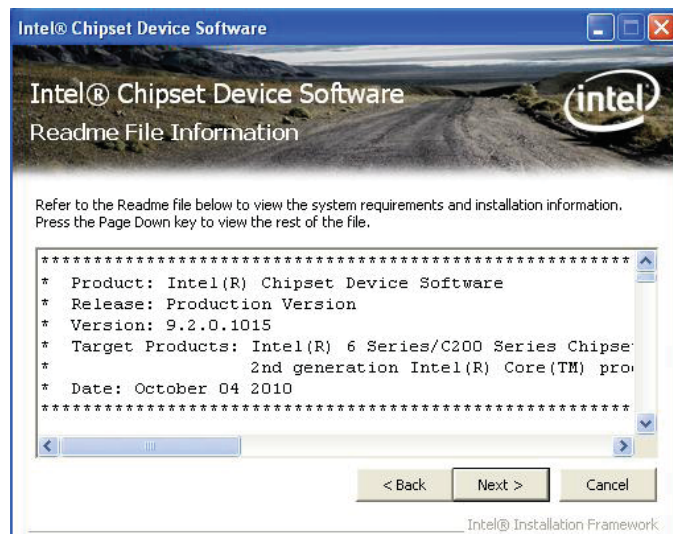 Intel® Chipset Device Software
Intel® Chipset Device Software
intel
Readme File Information
Refer to the Readme file below to view the system requirements and installation information.
Press the Page Down key to view the rest of the file.
************************************************************
* Product: Intel(R) Chipset Device Software
* Release: Production Version
* Version: 9.2.0.1015
* Target Products: Intel(R) 6 Series/C200 Series Chipse
* 2nd generation Intel(R) Core(TM) pro
* Date: October 04 2010
************************************************************
< Back Next > Cancel
Intel® Installation Framework